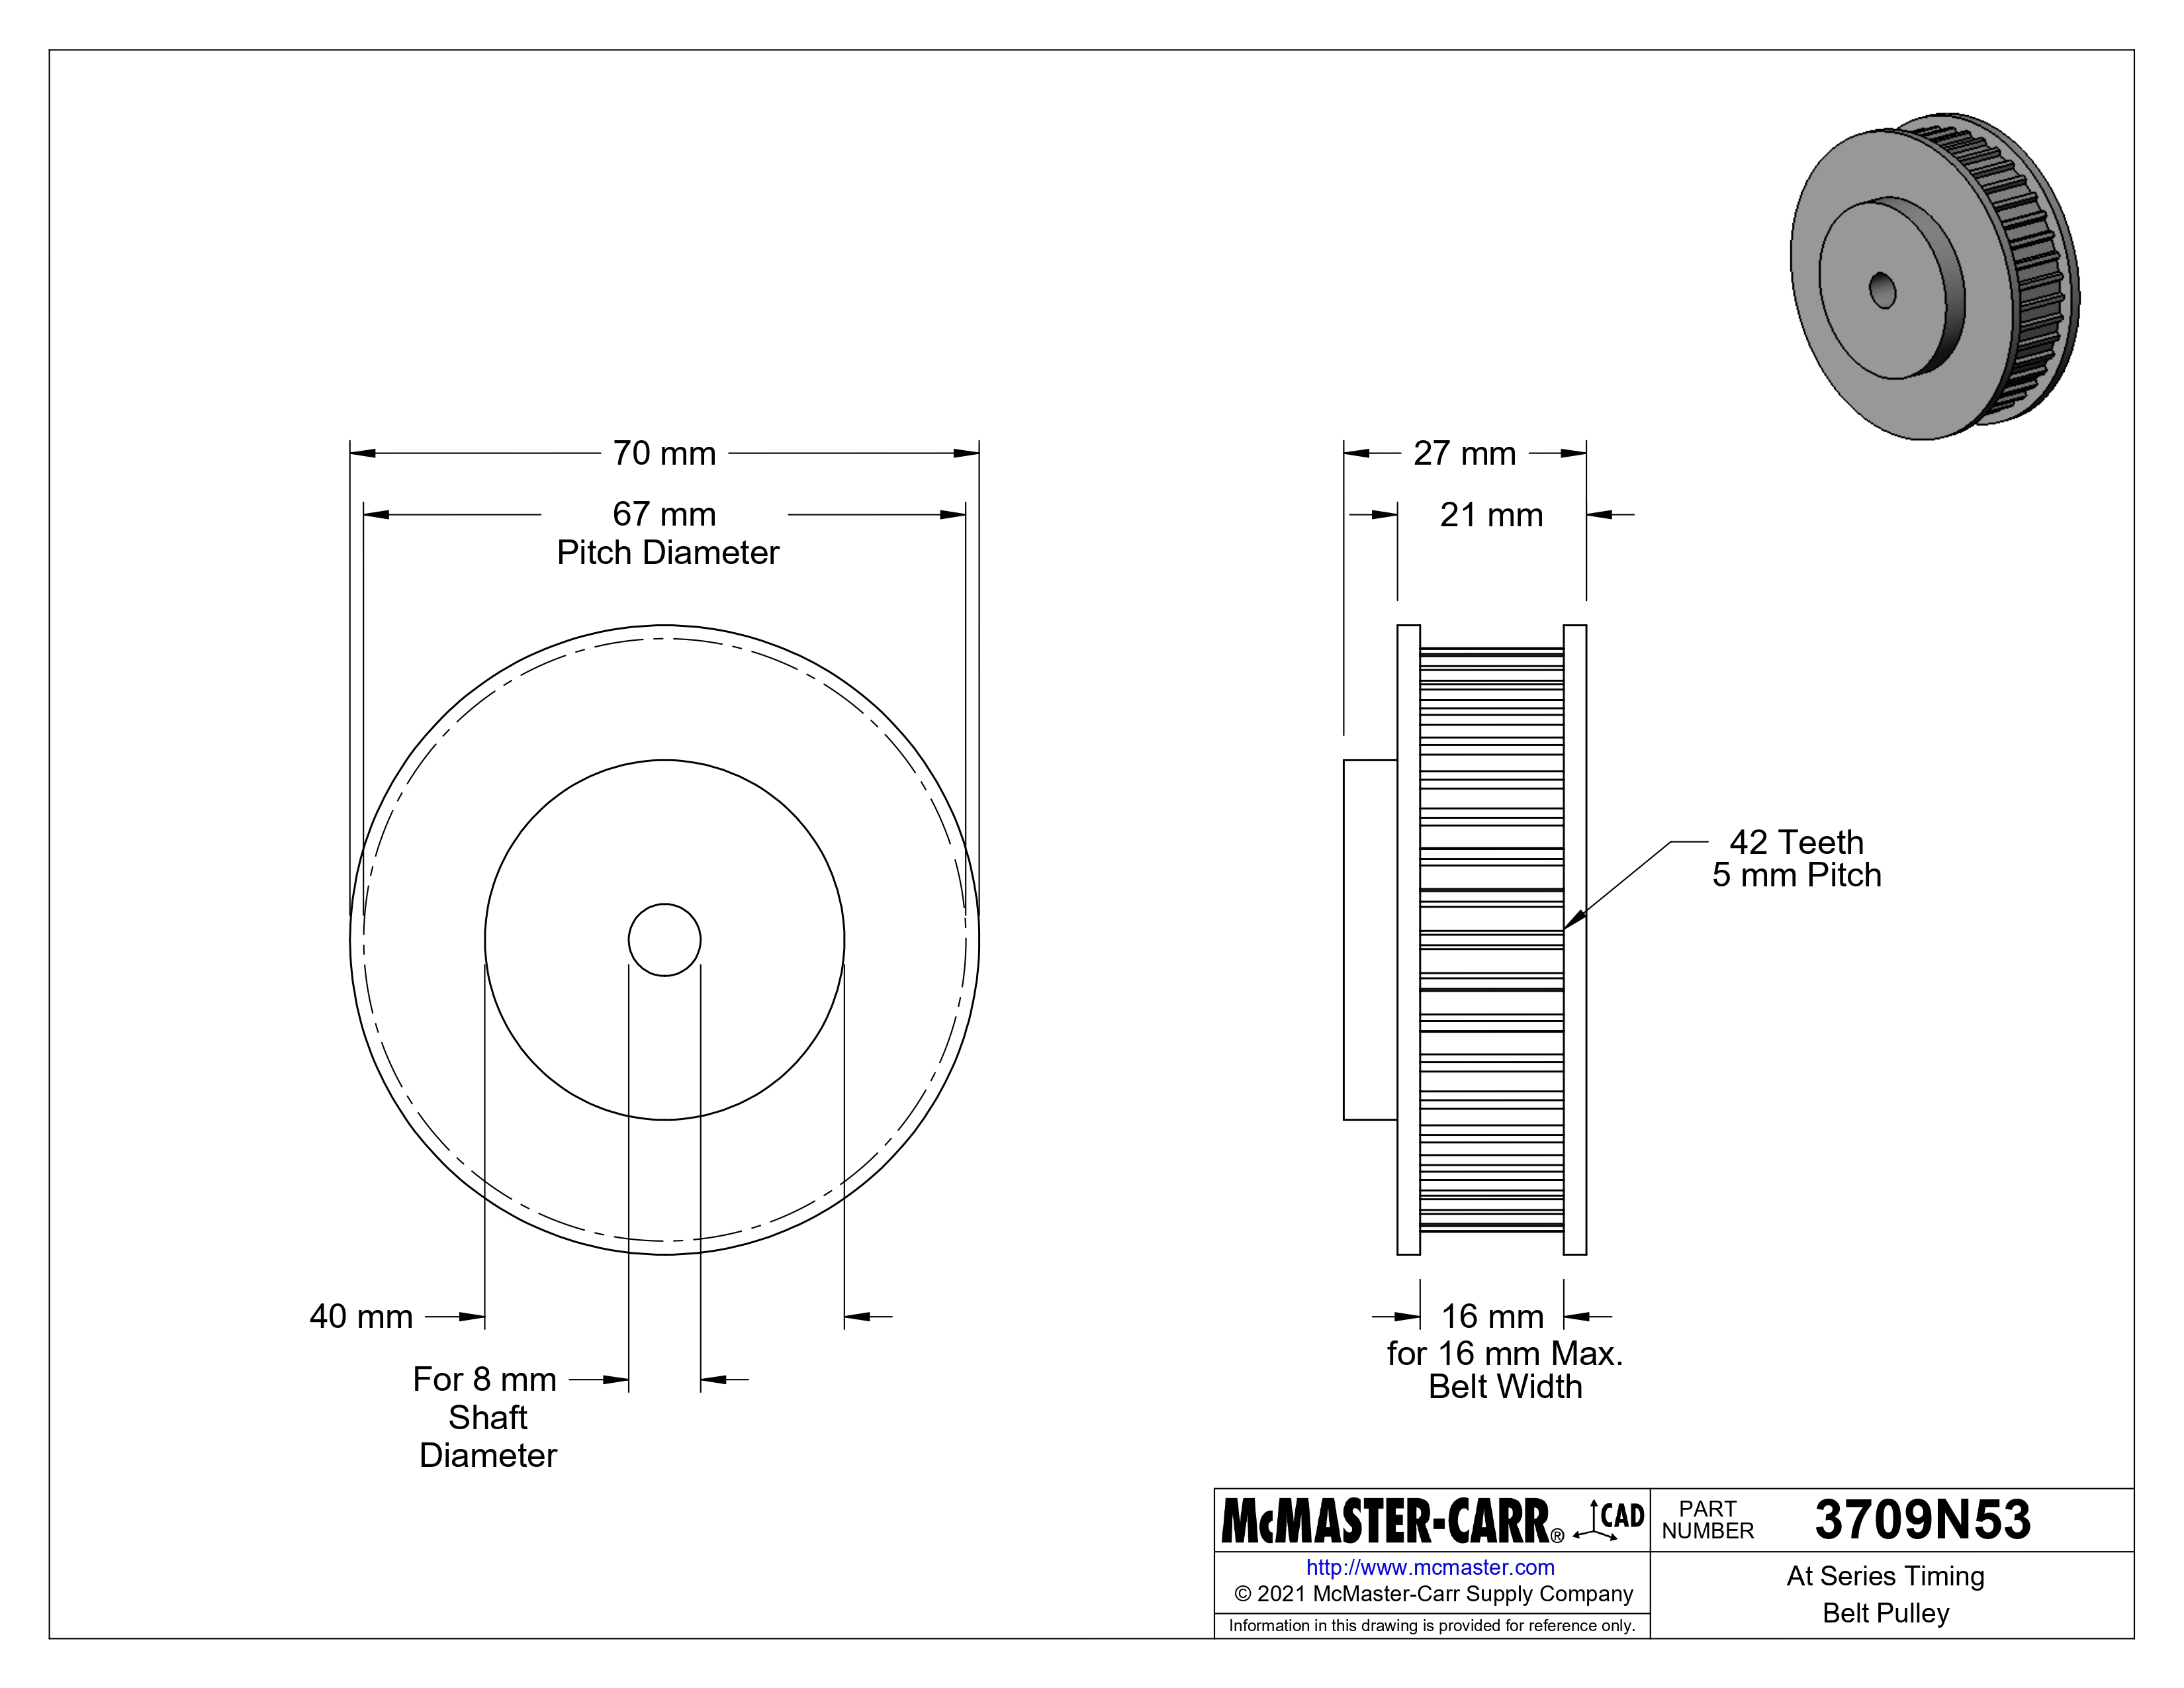 70 mm
67 mm
Pitch Diameter
27 mm
21 mm
42 Teeth
5 mm Pitch
40 mm
For 8 mm
Shaft
Diameter
16 mm
for 16 mm Max.
Belt Width
McMASTER-CARR® CAD
http://www.mcmaster.com
© 2021 McMaster-Carr Supply Company
Information in this drawing is provided for reference only.
PART
NUMBER
3709N53
At Series Timing
Belt Pulley